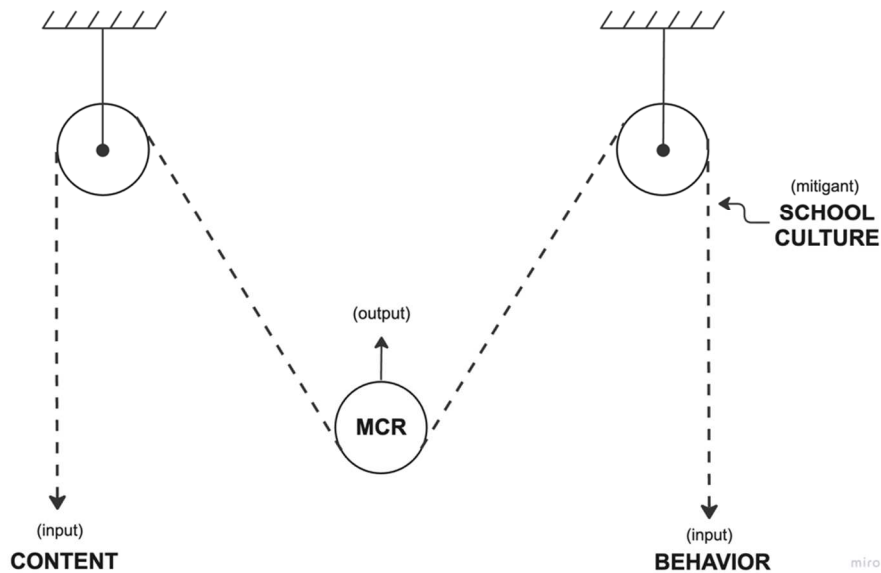 (mitigant)
SCHOOL
CULTURE
(output)
MCR
(input)
CONTENT
(input)
BEHAVIOR
miro